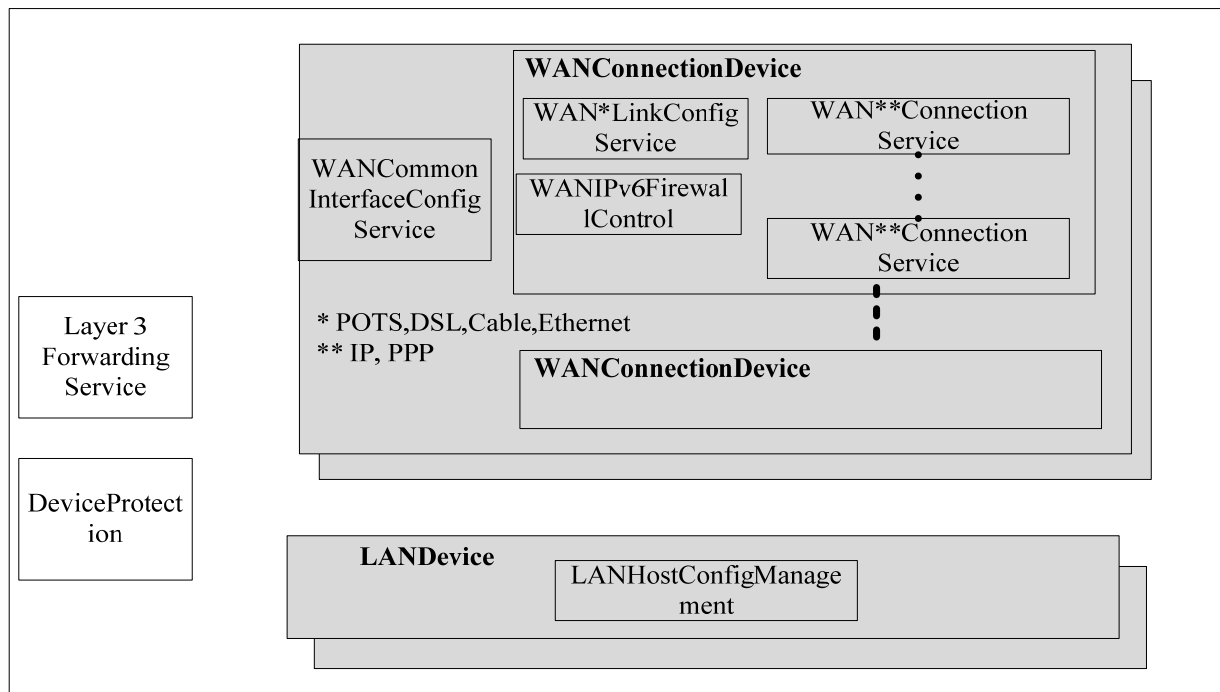 WANConnectionDevice
WAN*LinkConfig
Service
WAN**Connection
Service
WANCommon
InterfaceConfig
Service
WANIPv6Firewal
lControl
WAN**Connection
Service
* POTS,DSL,Cable,Ethernet
** IP, PPP
WANConnectionDevice
Layer 3
Forwarding
Service
DeviceProtect
ion
LANDevice
LANHostConfigManage
ment